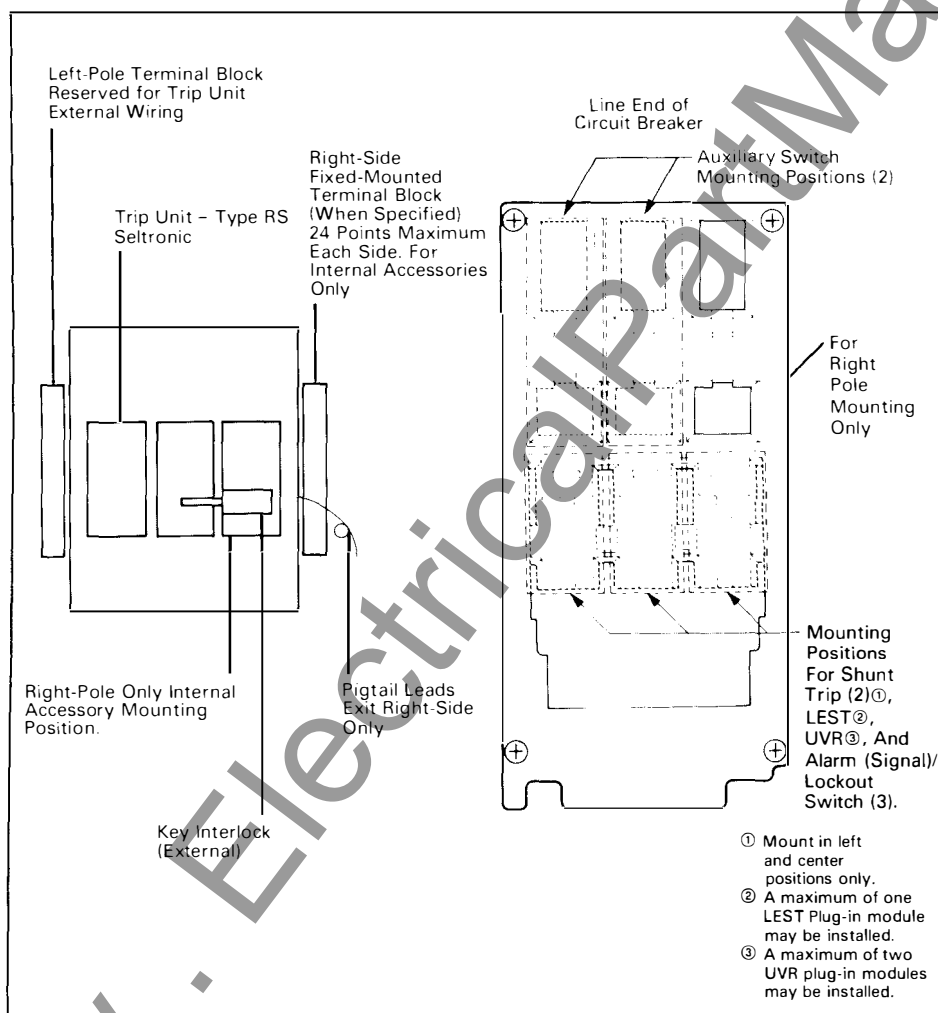 Left-Pole Terminal Block
Reserved for Trip Unit
External Wiring
Trip Unit – Type RS
Seltronic
Right-Side
Fixed-Mounted
Terminal Block
(When Specified)
24 Points Maximum
Each Side. For
Internal Accessories
Only
Line End of
Circuit Breaker
Auxiliary Switch
Mounting Positions (2)
For
Right
Pole
Mounting
Only
Right-Pole Only Internal
Accessory Mounting
Position.
Pigtail Leads
Exit Right-Side
Only
Key Interlock
(External)
Mounting
Positions
For Shunt
Trip (2)①,
LEST②,
UVR③, And
Alarm (Signal)/
Lockout
Switch (3).
① Mount in left
and center
positions only.
② A maximum of one
LEST Plug-in module
may be installed.
③ A maximum of two
UVR plug-in modules
may be installed.
. ElectricalPartMa